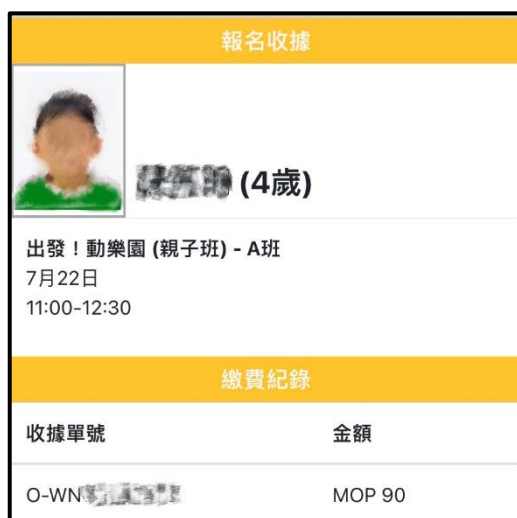 報名收據
(4歲)
出發！動樂園 (親子班) - A班
7月22日
11:00-12:30
繳費紀錄
收據單號 金額
O-WN MOP 90